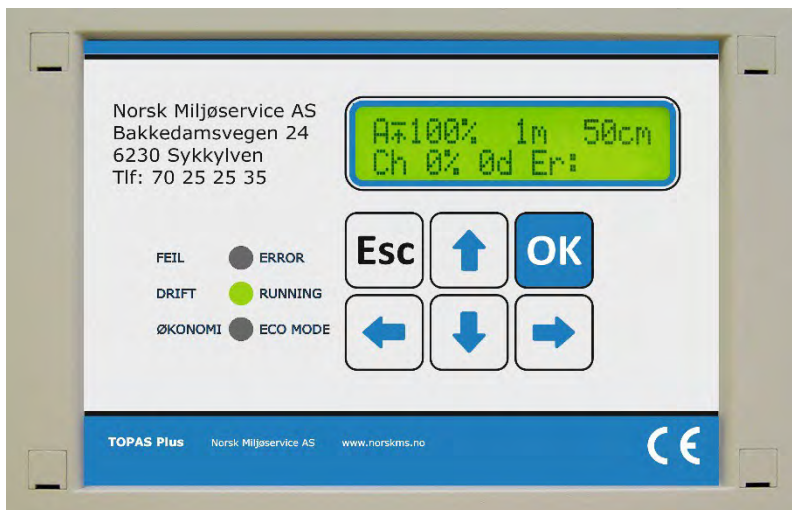 Norsk Miljøservice AS
Bakkedamsvegen 24
6230 Sykkylven
Tlf: 70 25 25 35
A∓100% 1m 50cm
Ch 0% 0d Er:
FEIL ERROR
DRIFT RUNNING
ØKONOMI ECO MODE
Esc OK
TOPAS Plus Norsk Miljøservice AS www.norskms.no
CE